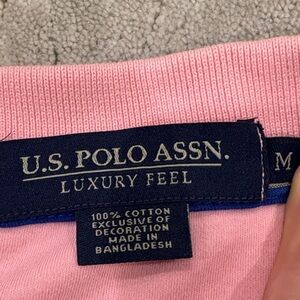 U.S. POLO ASSN.
LUXURY FEEL
M
100% COTTON
EXCLUSIVE OF
DECORATION
MADE IN
BANGLADESH